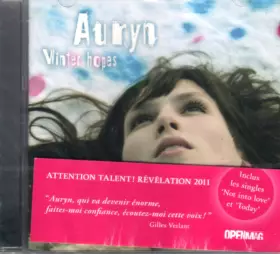 Auryn
Winter hopes
ATTENTION TALENT! RÉVÉLATION 2011
"Auryn, qui va devenir énorme,
faites-moi confiance, écoutez-moi cette voix!"
Gilles Verlant
Inclus
les singles
"Not into love"
et "Today"
OPENMAG